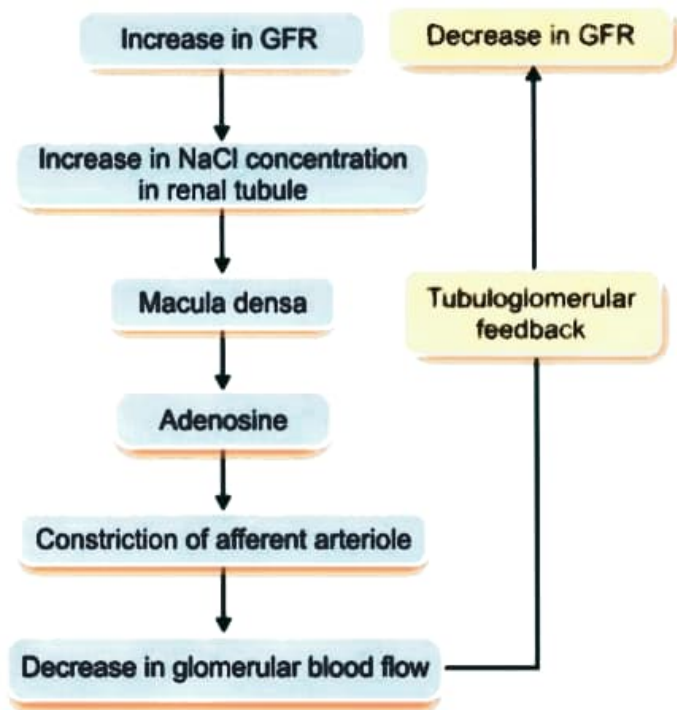 Increase in GFR
Increase in NaCl concentration
in renal tubule
Macula densa
Adenosine
Constriction of afferent arteriole
Decrease in glomerular blood flow
Tubuloglomerular
feedback
Decrease in GFR